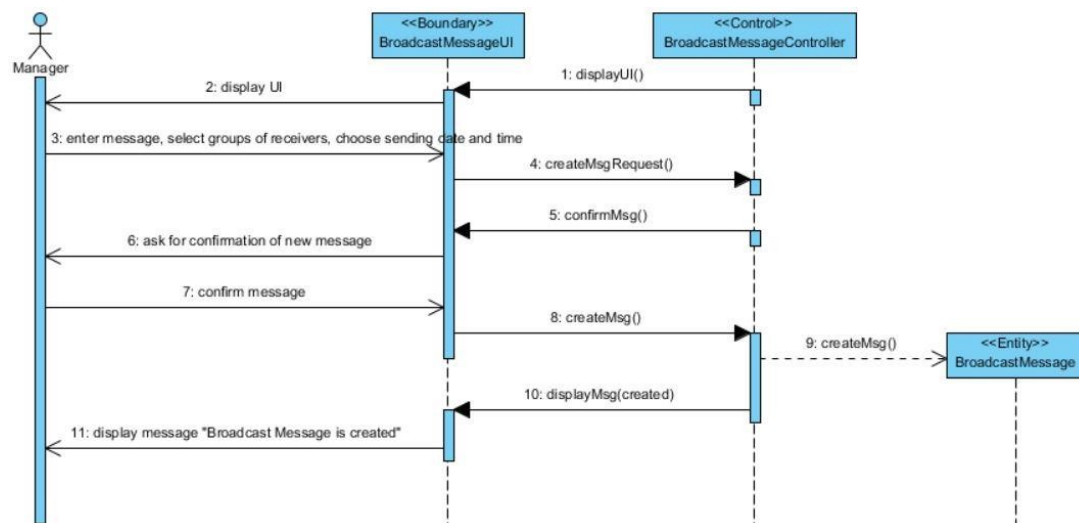 <<Boundary>>
BroadcastMessageUI
<<Control>>
BroadcastMessageController
Manager
1: displayUI()
2: display UI
3: enter message, select groups of receivers, choose sending date and time
4: createMsgRequest()
5: confirmMsg()
6: ask for confirmation of new message
7: confirm message
8: createMsg()
9: createMsg()
<<Entity>>
BroadcastMessage
10: displayMsg(created)
11: display message "Broadcast Message is created"